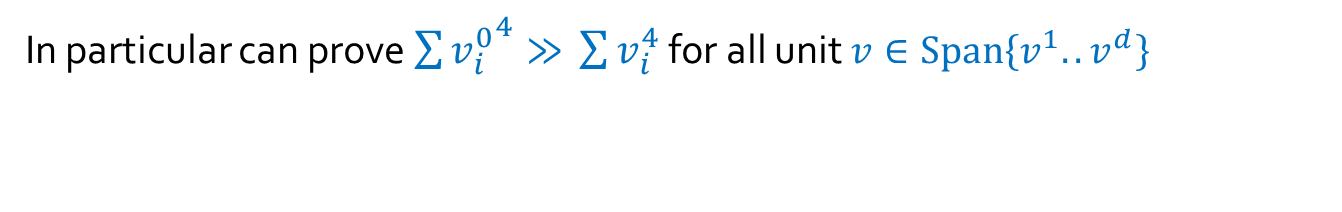 In particular can prove ∑ v_i^{0^4} ≫ ∑ v_i^4 for all unit v ∈ Span{v^1.. v^d}